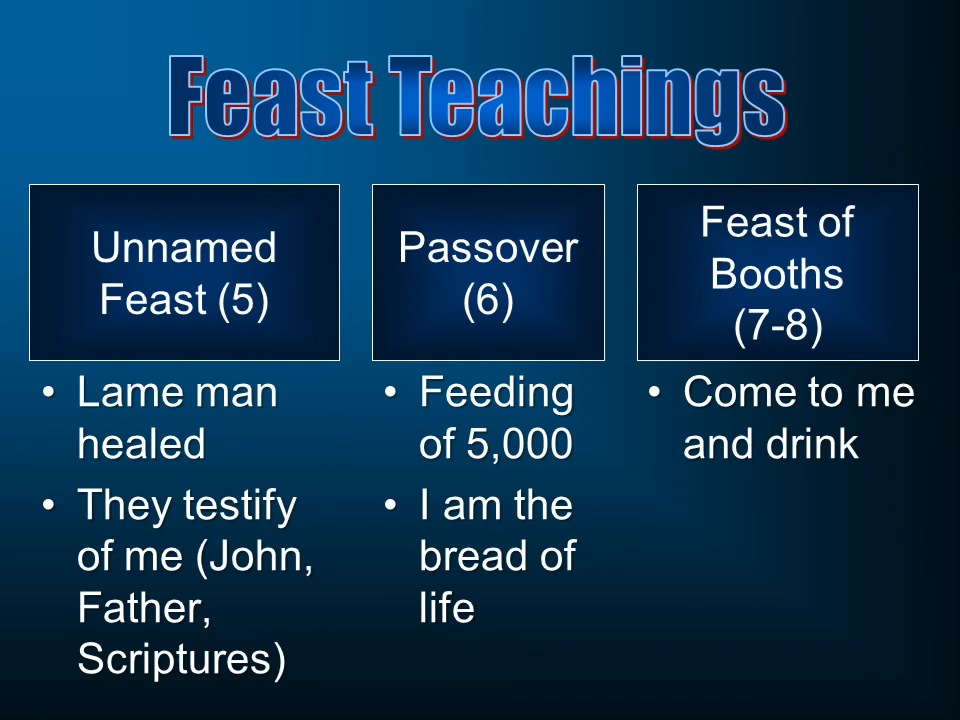 Feast Teachings
Unnamed
Feast (5)
• Lame man
healed
• They testify
of me (John,
Father,
Scriptures)
Passover
(6)
• Feeding
of 5,000
• I am the
bread of
life
Feast of
Booths
(7-8)
• Come to me
and drink